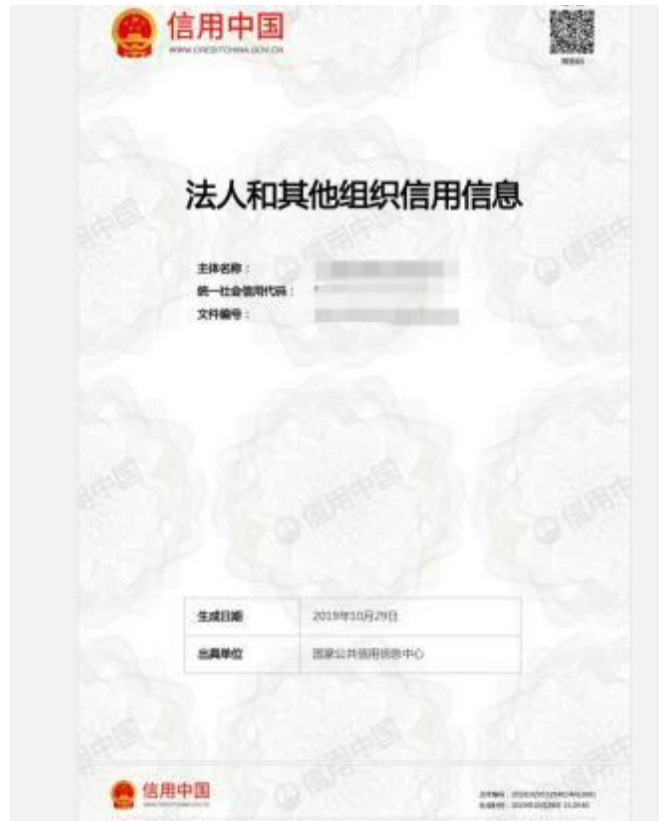 信用中国
WWW.CREDITCHINA.GOV.CN
法人和其他组织信用信息
主体名称：
统一社会信用代码：
文件编号：
生成日期 2019年10月29日
出具单位 国家公共信用信息中心
信用中国